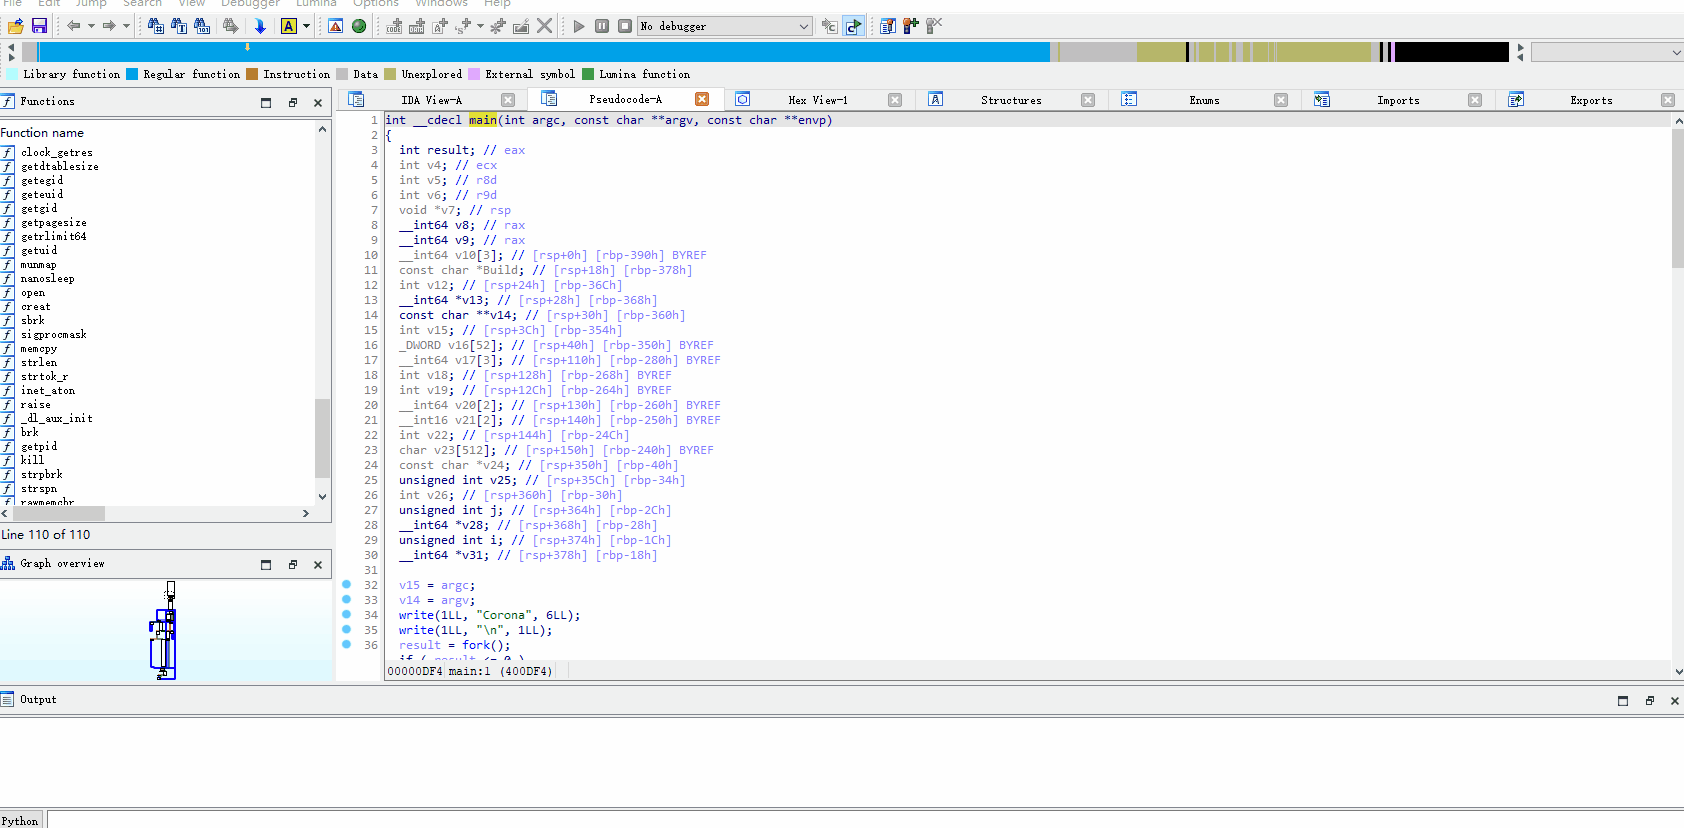 File Edit Jump Search View Debugger Lumina Options Windows Help
No debugger
Library function Regular function Instruction Data Unexplored External symbol Lumina function
Functions
Function name
clock_getres
getdtablesize
getegid
geteuid
getgid
getpagesize
getrlimit64
getuid
munmap
nanosleep
open
creat
sbrk
sigprocmask
memcpy
strlen
strtok_r
inet_aton
raise
_dl_aux_init
brk
getpid
kill
strpbrk
strspn
rawmemchr
Line 110 of 110
Graph overview
IDA View-A Pseudocode-A Hex View-1 Structures Enums Imports Exports
1 int __cdecl main(int argc, const char **argv, const char **envp)
2 {
3 int result; // eax
4 int v4; // ecx
5 int v5; // r8d
6 int v6; // r9d
7 void *v7; // rsp
8 __int64 v8; // rax
9 __int64 v9; // rax
10 __int64 v10[3]; // [rsp+0h] [rbp-390h] BYREF
11 const char *Build; // [rsp+18h] [rbp-378h]
12 int v12; // [rsp+24h] [rbp-36Ch]
13 __int64 *v13; // [rsp+28h] [rbp-368h]
14 const char **v14; // [rsp+30h] [rbp-360h]
15 int v15; // [rsp+3Ch] [rbp-354h]
16 _DWORD v16[52]; // [rsp+40h] [rbp-350h] BYREF
17 __int64 v17[3]; // [rsp+110h] [rbp-280h] BYREF
18 int v18; // [rsp+128h] [rbp-268h] BYREF
19 int v19; // [rsp+12Ch] [rbp-264h] BYREF
20 __int64 v20[2]; // [rsp+130h] [rbp-260h] BYREF
21 __int16 v21[2]; // [rsp+140h] [rbp-250h] BYREF
22 int v22; // [rsp+144h] [rbp-24Ch]
23 char v23[512]; // [rsp+150h] [rbp-240h] BYREF
24 const char *v24; // [rsp+350h] [rbp-40h]
25 unsigned int v25; // [rsp+35Ch] [rbp-34h]
26 int v26; // [rsp+360h] [rbp-30h]
27 unsigned int j; // [rsp+364h] [rbp-2Ch]
28 __int64 *v28; // [rsp+368h] [rbp-28h]
29 unsigned int i; // [rsp+374h] [rbp-1Ch]
30 __int64 *v31; // [rsp+378h] [rbp-18h]
31
32 v15 = argc;
33 v14 = argv;
34 write(1LL, "Corona", 6LL);
35 write(1LL, "\n", 1LL);
36 result = fork();
if ( result <= 0 )
00000DF4 main:1 (400DF4)
Output
Python